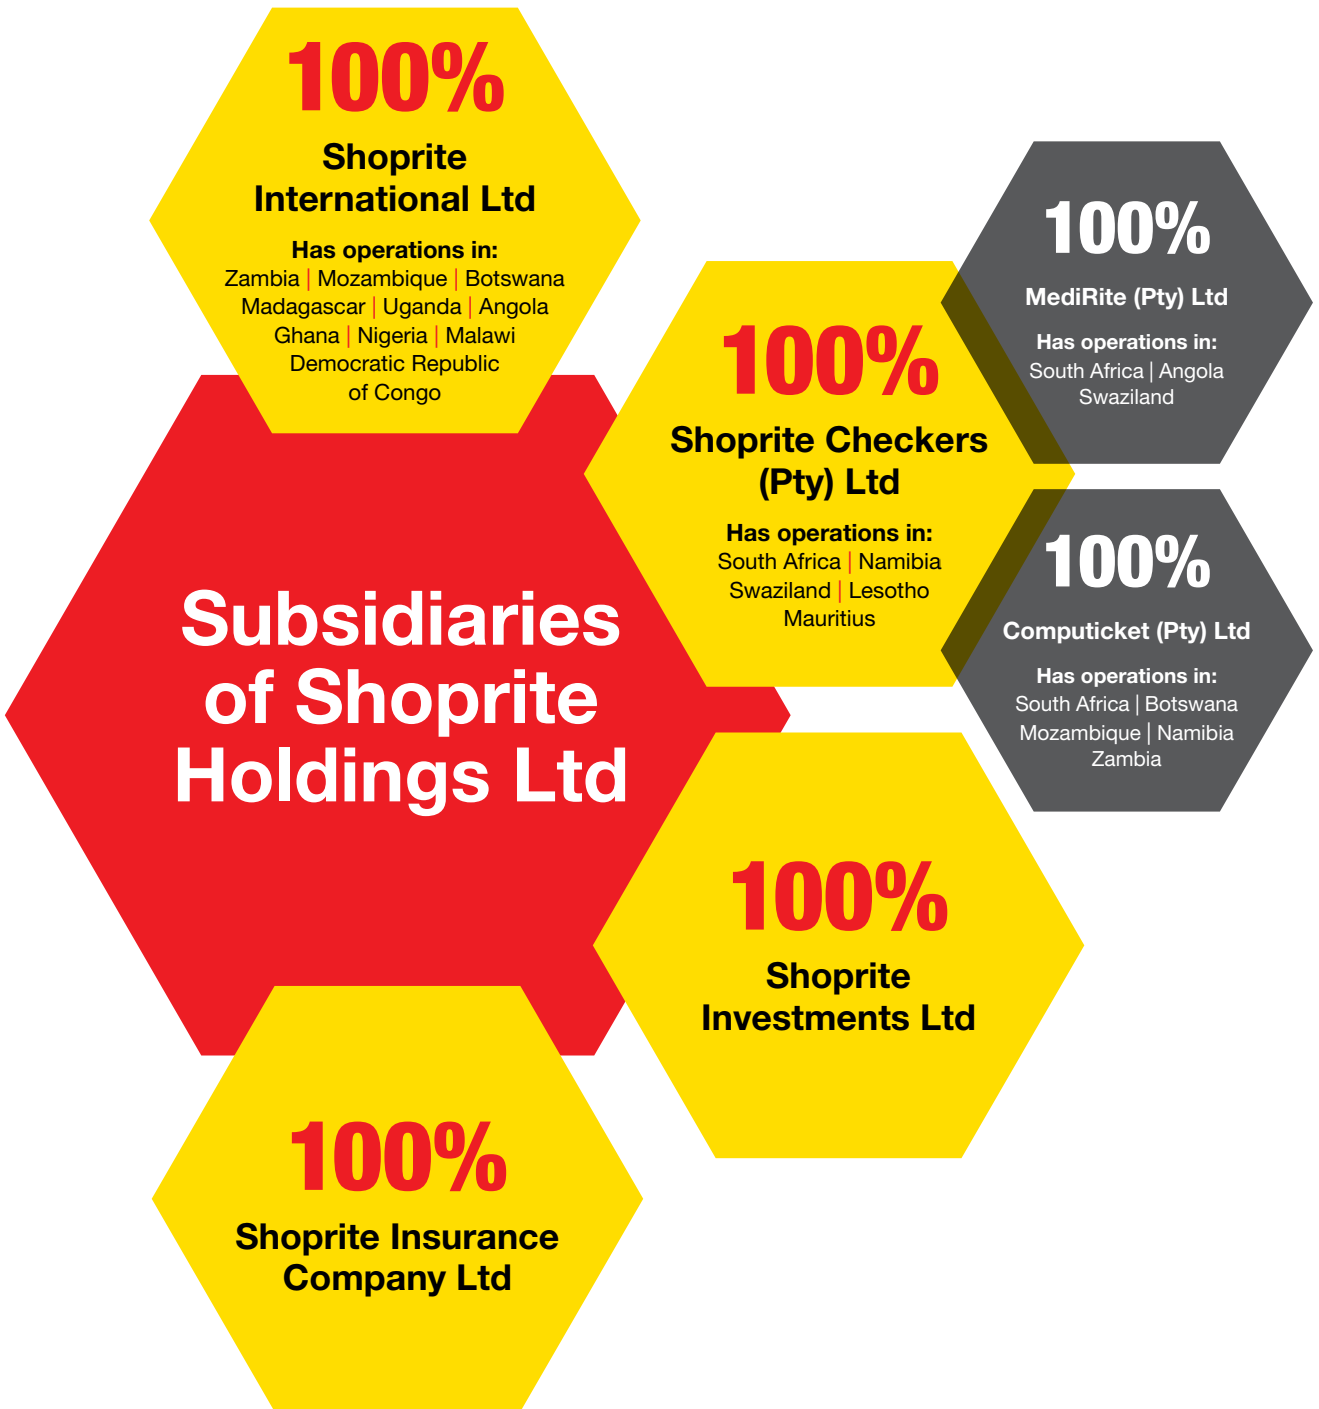 100%
Shoprite
International Ltd
Has operations in:
Zambia | Mozambique | Botswana
Madagascar | Uganda | Angola
Ghana | Nigeria | Malawi
Democratic Republic
of Congo
100%
MediRite (Pty) Ltd
Has operations in:
South Africa | Angola
Swaziland
100%
Shoprite Checkers
(Pty) Ltd
Has operations in:
South Africa | Namibia
Swaziland | Lesotho
Mauritius
100%
Computicket (Pty) Ltd
Has operations in:
South Africa | Botswana
Mozambique | Namibia
Zambia
Subsidiaries
of Shoprite
Holdings Ltd
100%
Shoprite
Investments Ltd
100%
Shoprite Insurance
Company Ltd